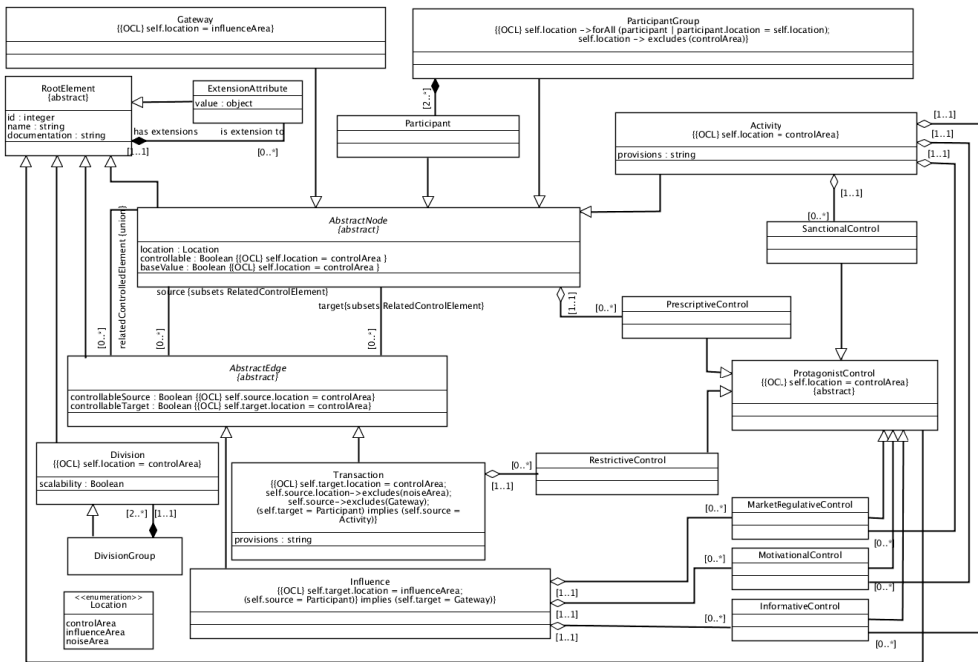 Gateway
{{OCL} self.location = influenceArea}
ParticipantGroup
{{OCL} self.location ->forAll (participant | participant.location = self.location);
self.location -> excludes (controlArea)}
RootElement
{abstract}
id : integer
name : string
documentation : string
ExtensionAttribute
value : object
has extensions
is extension to
[1..1]
[0..*]
[2..*]
Participant
Activity
{{OCL} self.location = controlArea}
provisions : string
[1..1]
[1..1]
[1..1]
[1..1]
[0..*]
SanctionalControl
AbstractNode
{abstract}
location : Location
controllable : Boolean {{OCL} self.location = controlArea }
baseValue : Boolean {{OCL} self.location = controlArea }
relatedControlledElement {union}
[0..*]
source {subsets RelatedControlElement}
[0..*]
target{subsets RelatedControlElement}
[0..*]
[1..1]
[0..*]
PrescriptiveControl
AbstractEdge
{abstract}
controllableSource : Boolean {{OCL} self.source.location = controlArea}
controllableTarget : Boolean {{OCL} self.target.location = controlArea}
ProtagonistControl
{{OCL} self.location = controlArea}
{abstract}
Division
{{OCL} self.location = controlArea}
scalability : Boolean
[2..*]
[1..1]
DivisionGroup
Transaction
{{OCL} self.target.location = controlArea;
self.source.location->excludes(noiseArea);
self.source->excludes(Gateway);
(self.target = Participant) implies (self.source =
Activity)}
provisions : string
[0..*]
[1..1]
RestrictiveControl
[0..*]
MarketRegulativeControl
[0..*]
[0..*]
MotivationalControl
[0..*]
[0..*]
InformativeControl
[0..*]
Influence
{{OCL} self.target.location = influenceArea;
(self.source = Participant)} implies (self.target = Gateway)}
[1..1]
[1..1]
[1..1]
<<enumeration>>
Location
controlArea
influenceArea
noiseArea